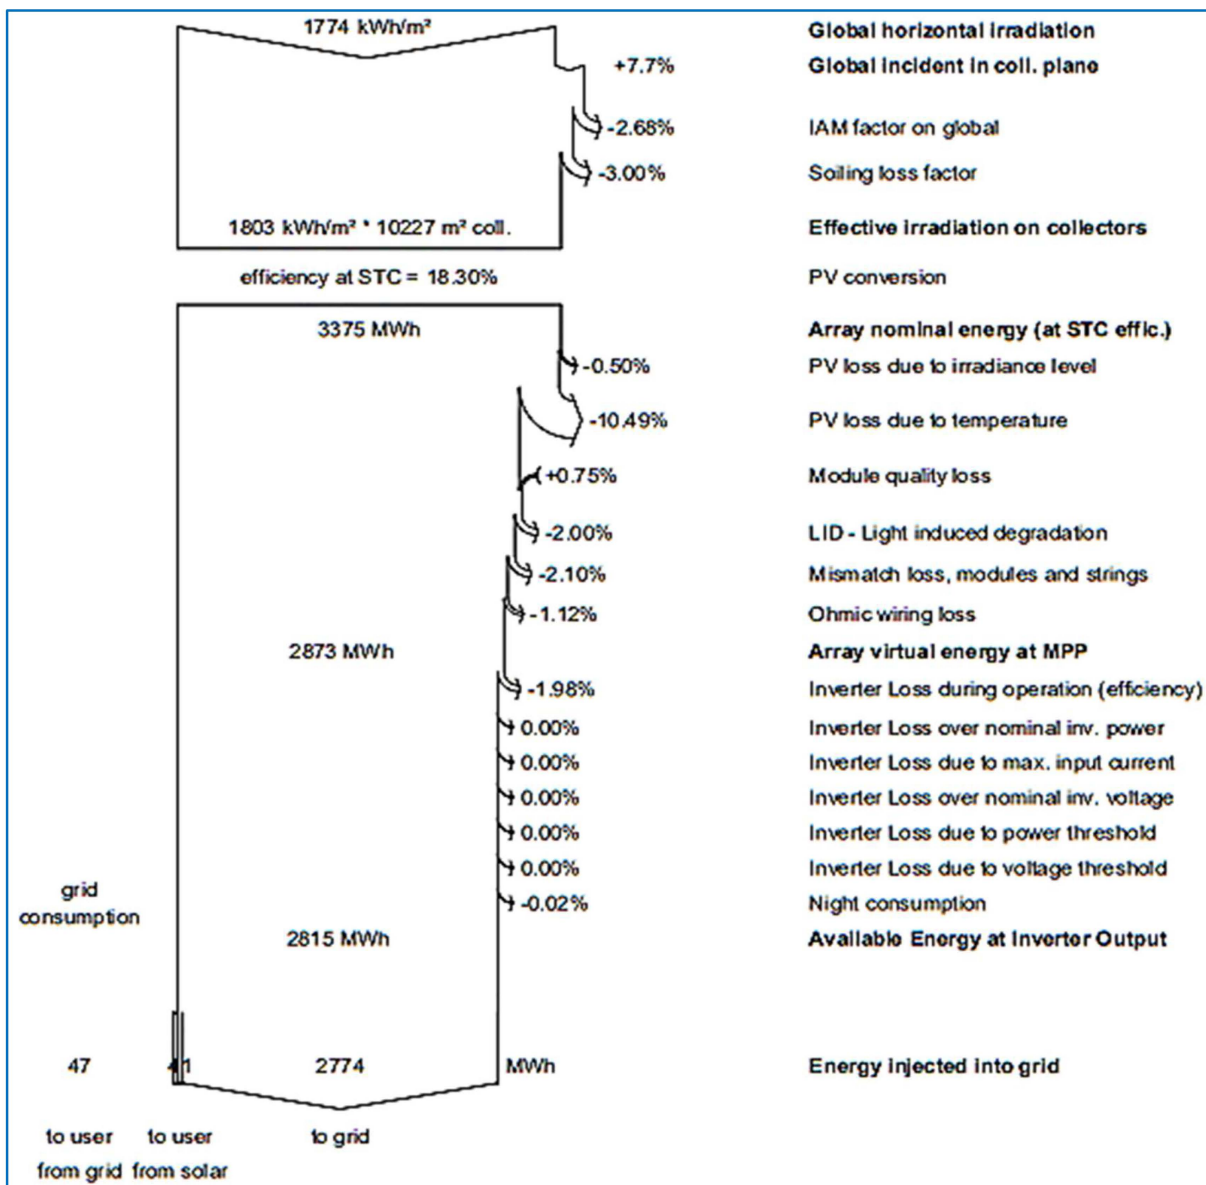 1774 kWh/m² Global horizontal irradiation
+7.7% Global incident in coll. plane
-2.68% IAM factor on global
-3.00% Soiling loss factor
1803 kWh/m² * 10227 m² coll. Effective irradiation on collectors
efficiency at STC = 18.30% PV conversion
3375 MWh Array nominal energy (at STC effic.)
-0.50% PV loss due to irradiance level
-10.49% PV loss due to temperature
+0.75% Module quality loss
-2.00% LID - Light induced degradation
-2.10% Mismatch loss, modules and strings
-1.12% Ohmic wiring loss
2873 MWh Array virtual energy at MPP
-1.98% Inverter Loss during operation (efficiency)
0.00% Inverter Loss over nominal inv. power
0.00% Inverter Loss due to max. input current
0.00% Inverter Loss over nominal inv. voltage
0.00% Inverter Loss due to power threshold
0.00% Inverter Loss due to voltage threshold
grid
consumption
-0.02% Night consumption
2815 MWh Available Energy at Inverter Output
47 41 2774 MWh Energy injected into grid
to user to user to grid
from grid from solar